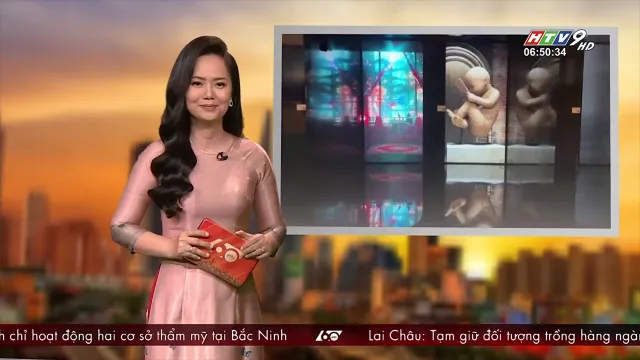 HTV9 HD
06:50:34
h chỉ hoạt động hai cơ sở thẩm mỹ tại Bắc Ninh 60 Lai Châu: Tạm giữ đối tượng trồng hàng ngà